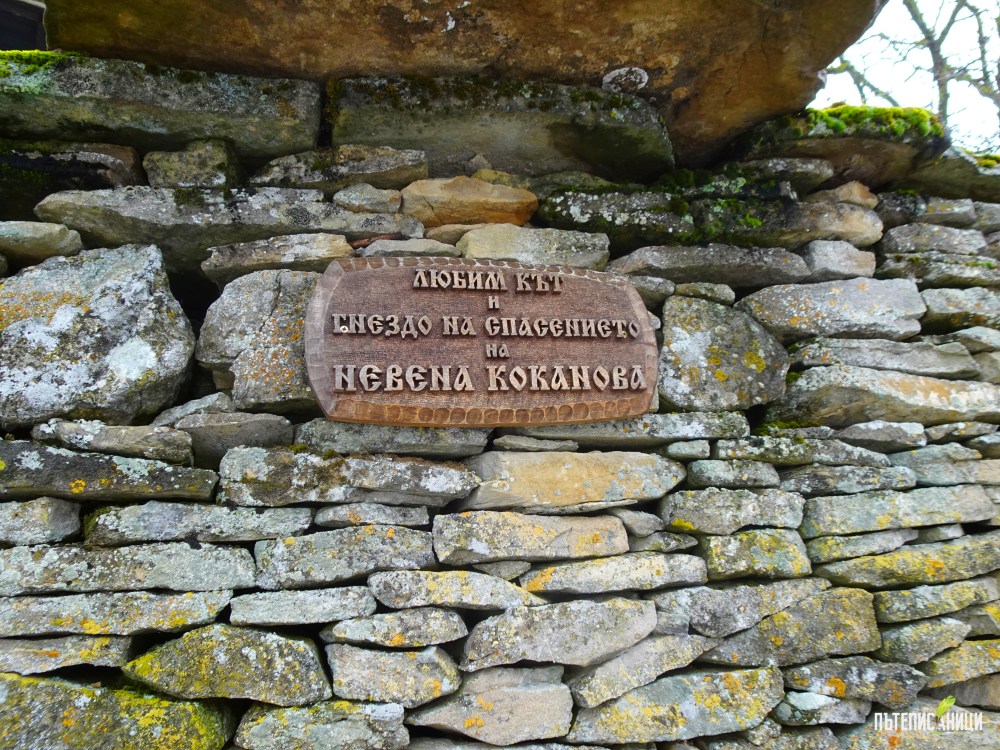 ЛЮБИМ КЪТ
И
ГНЕЗДО НА СПАСЕНИЕТО
НА
НЕВЕНА КОКАНОВА
ПЪТЕПИСАНИЦИ